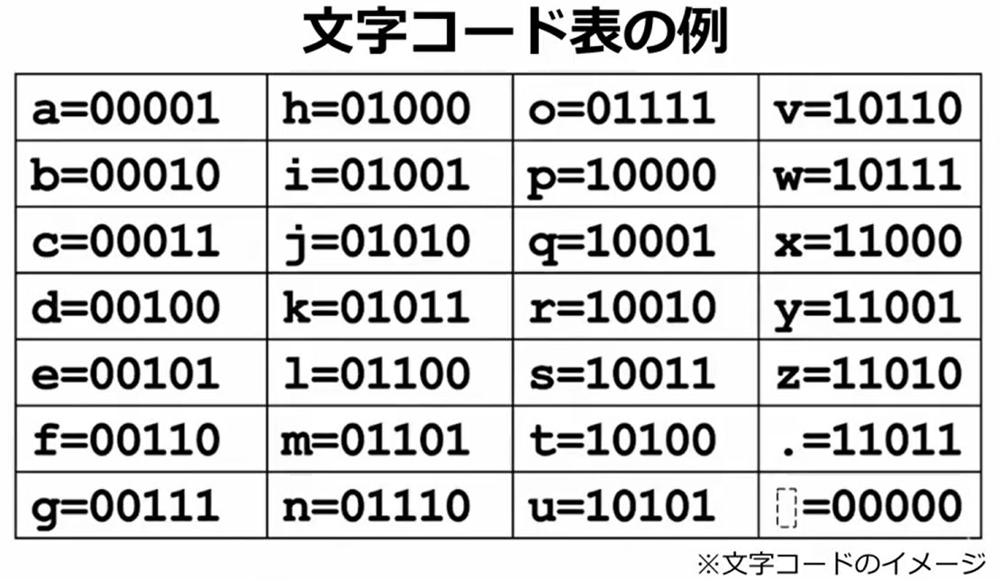 文字コード表の例
a=00001 h=01000 o=01111 v=10110
b=00010 i=01001 p=10000 w=10111
c=00011 j=01010 q=10001 x=11000
d=00100 k=01011 r=10010 y=11001
e=00101 l=01100 s=10011 z=11010
f=00110 m=01101 t=10100 .=11011
g=00111 n=01110 u=10101 =00000
※文字コードのイメージ